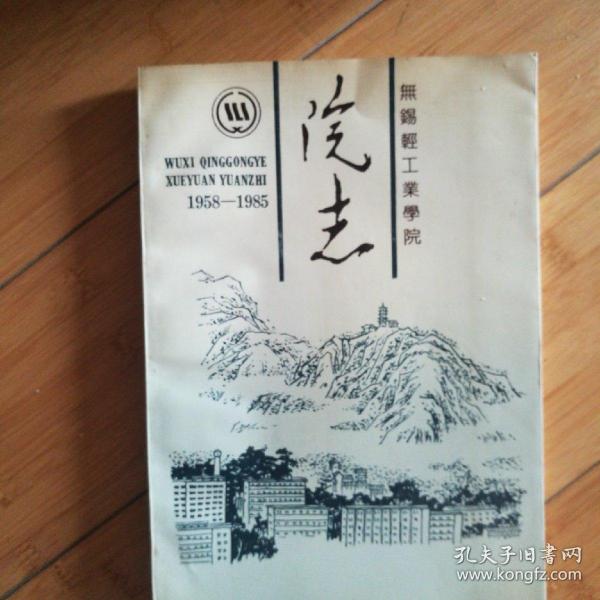 無錫輕工業學院
院志
WUXI QINGGONGYE
XUEYUAN YUANZHI
1958—1985
孔夫子旧书网
www.kongfz.com